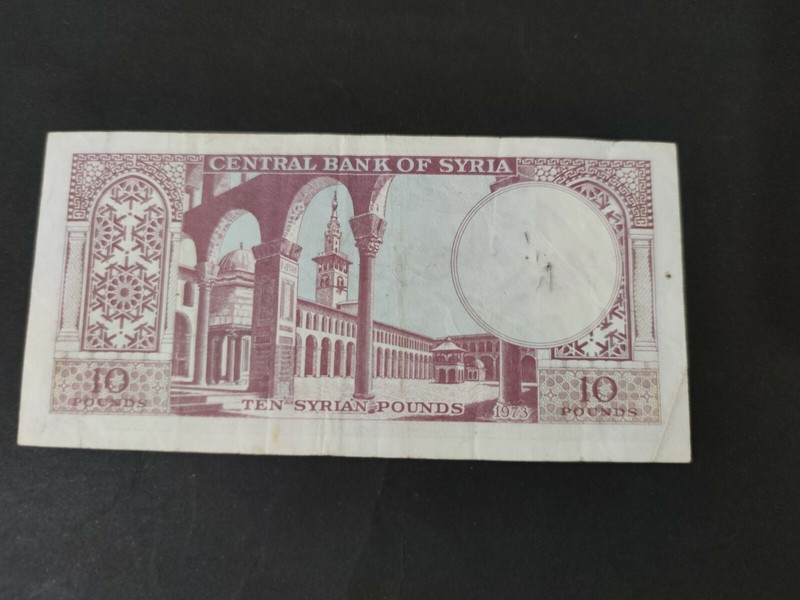 CENTRAL BANK OF SYRIA
10
POUNDS
TEN SYRIAN POUNDS
1973
10
POUNDS